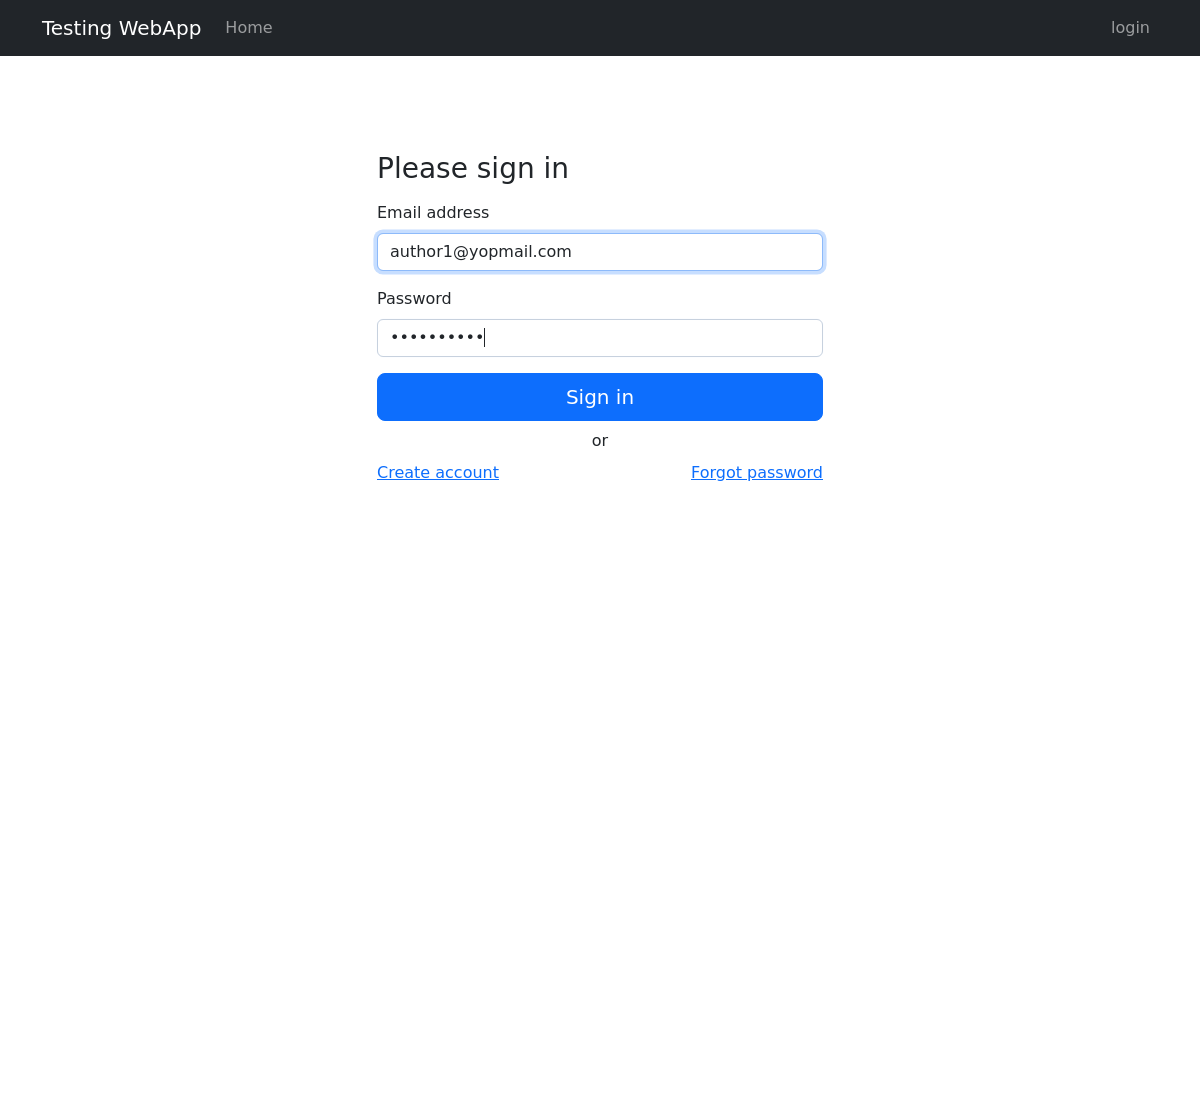 Testing WebApp Home login
Please sign in
Email address
author1@yopmail.com
Password
••••••••••
Sign in
or
Create account Forgot password